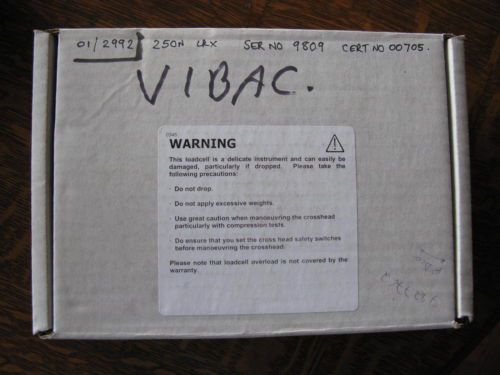 01/2992 250N LRX SER NO 9809 CERT NO 00705.
VIBAC.
WARNING
This loadcell is a delicate instrument and can easily be
damaged, particularly if dropped. Please take the
following precautions:
· Do not drop.
· Do not apply excessive weights.
· Use great caution when manoeuvring the crosshead
particularly with compression tests.
· Do ensure that you set the cross head safety switches
before manoeuvring the crosshead.
Please note that loadcell overload is not covered by the
warranty.